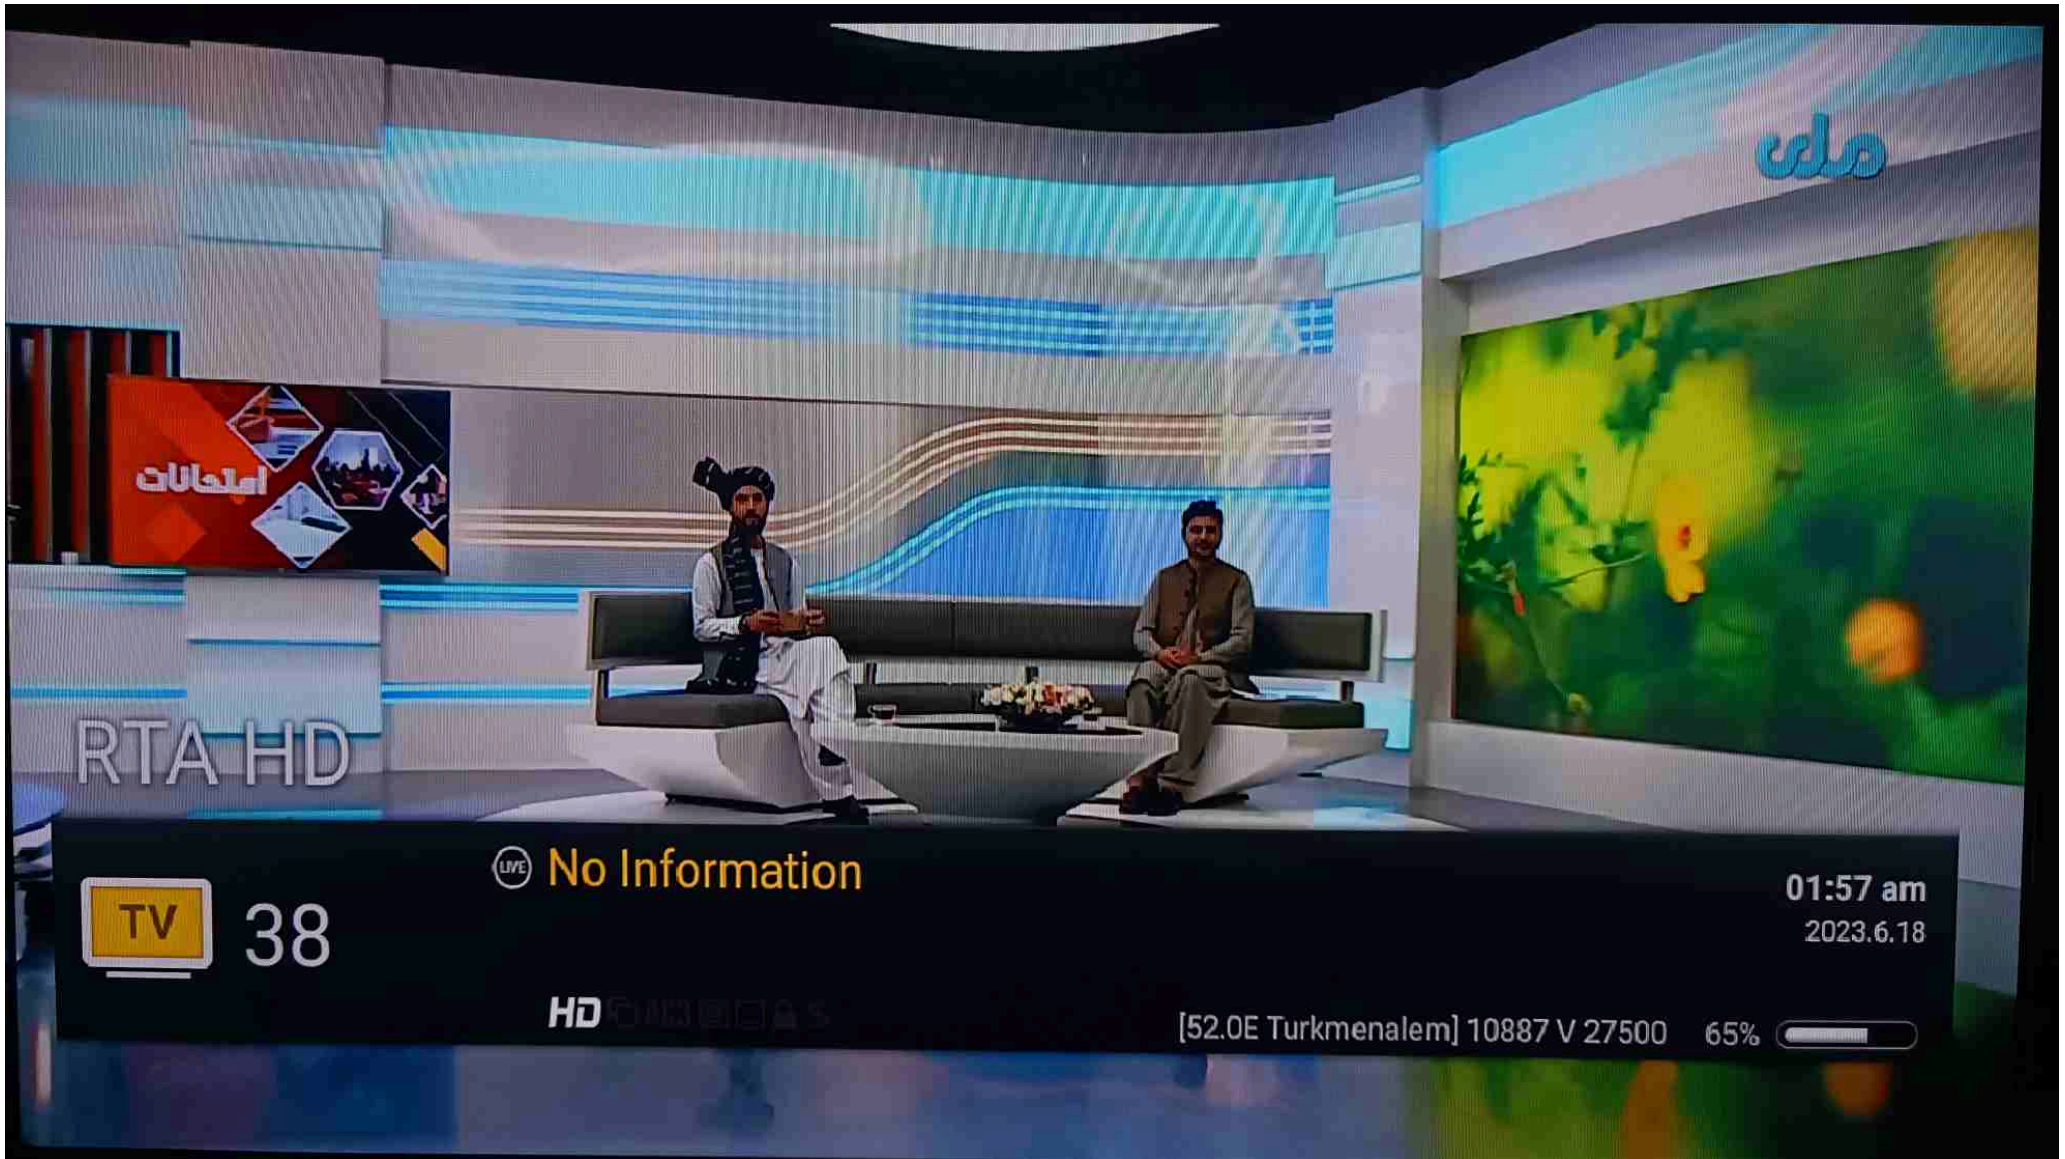 ملی
امتحانات
RTA HD
LIVE No Information
TV 38
01:57 am
2023.6.18
HD
[52.0E Turkmenalem] 10887 V 27500 65%